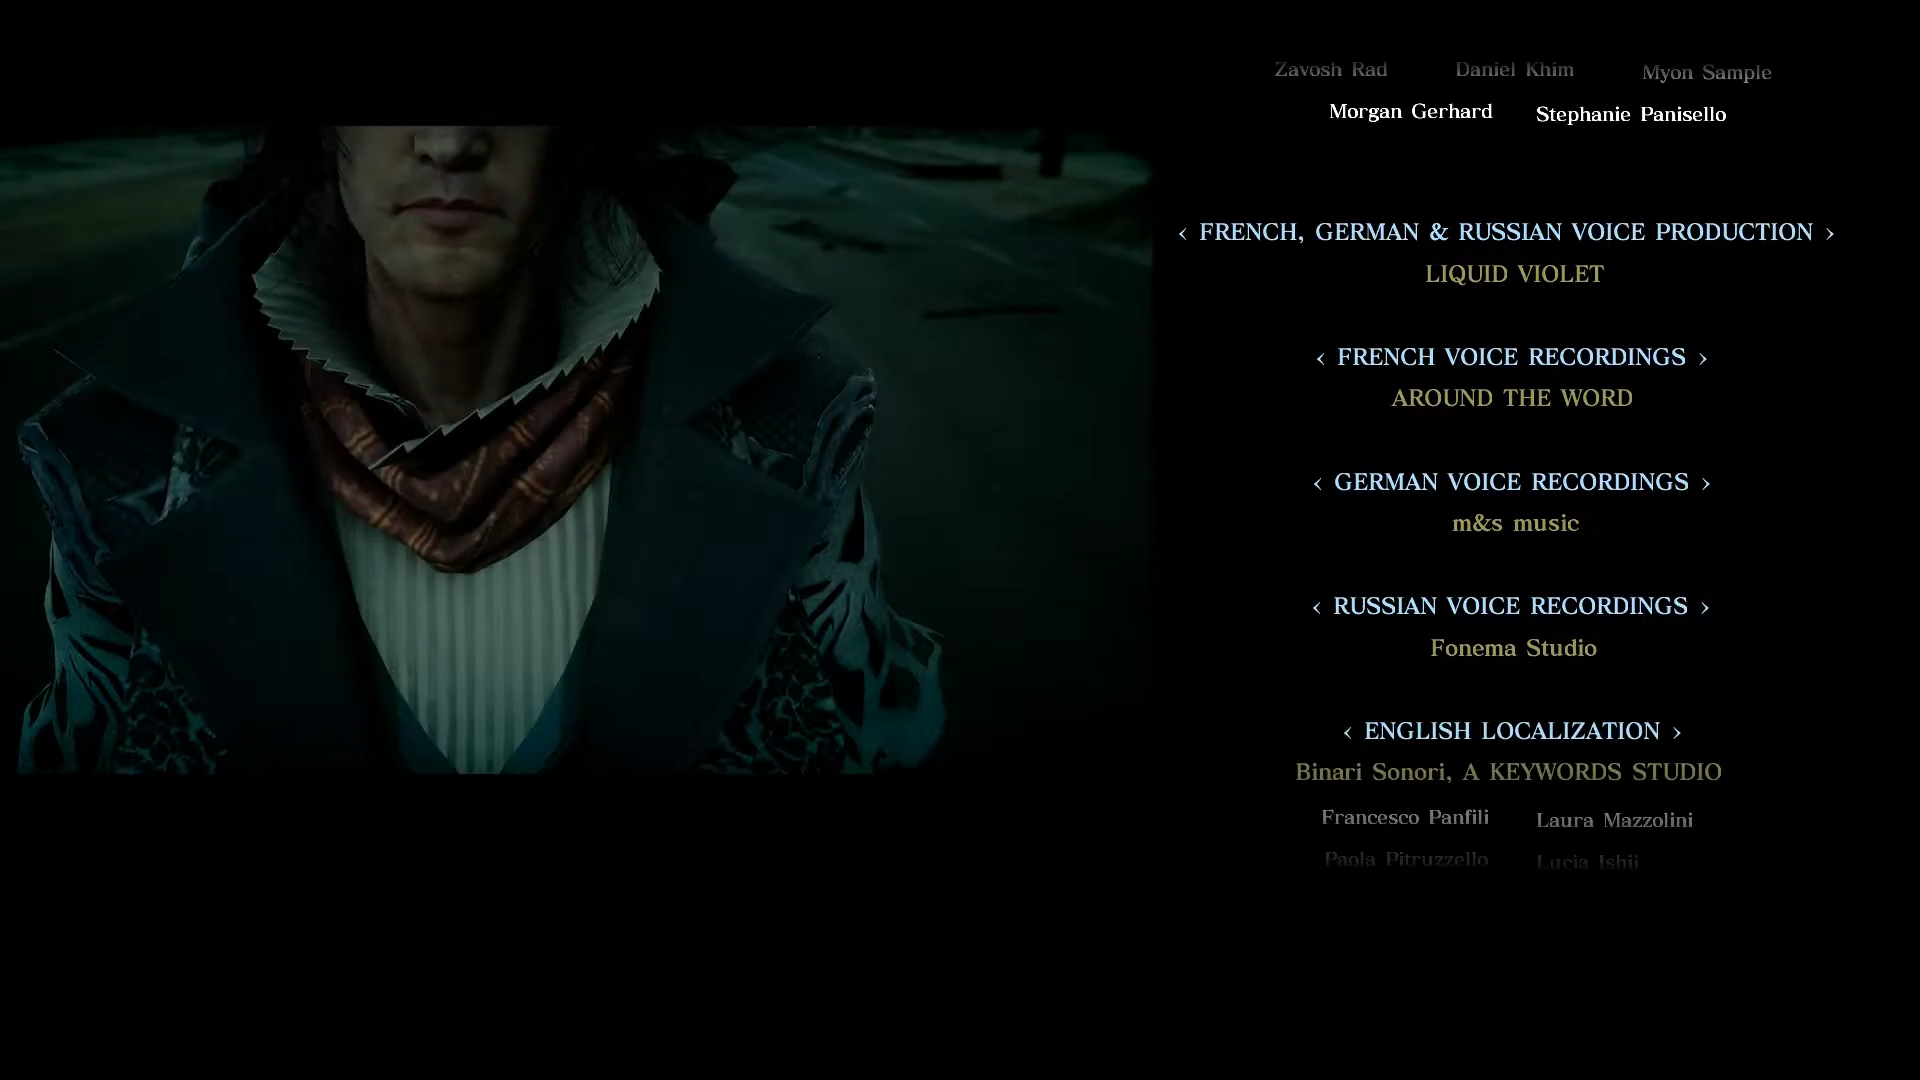 Zavosh Rad Daniel Khim Myon Sample
Morgan Gerhard Stephanie Panisello
‹ FRENCH, GERMAN & RUSSIAN VOICE PRODUCTION ›
LIQUID VIOLET
‹ FRENCH VOICE RECORDINGS ›
AROUND THE WORD
‹ GERMAN VOICE RECORDINGS ›
m&s music
‹ RUSSIAN VOICE RECORDINGS ›
Fonema Studio
‹ ENGLISH LOCALIZATION ›
Binari Sonori, A KEYWORDS STUDIO
Francesco Panfili Laura Mazzolini
Paola Pitruzzello Lucia Ishii